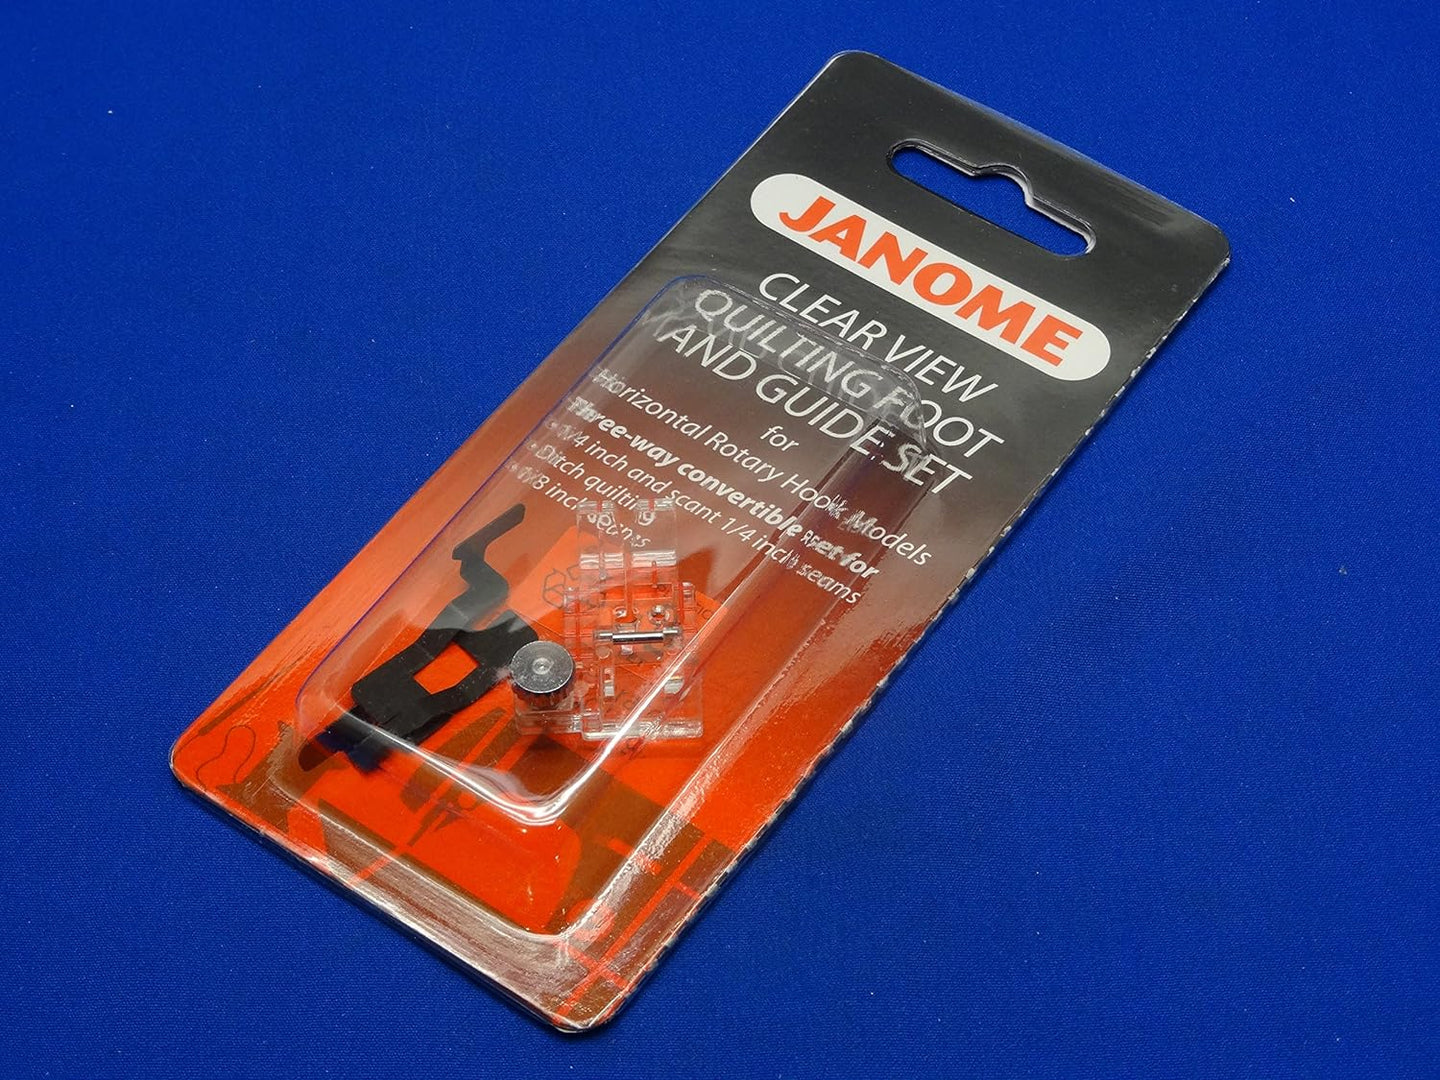 JANOME
CLEAR VIEW
QUILTING FOOT
AND GUIDE SET
for
Horizontal Rotary Hook Models
Three-way convertible set for
• 1/4 inch and scant 1/4 inch seams
• Ditch quilting
• 1/8 inch seams